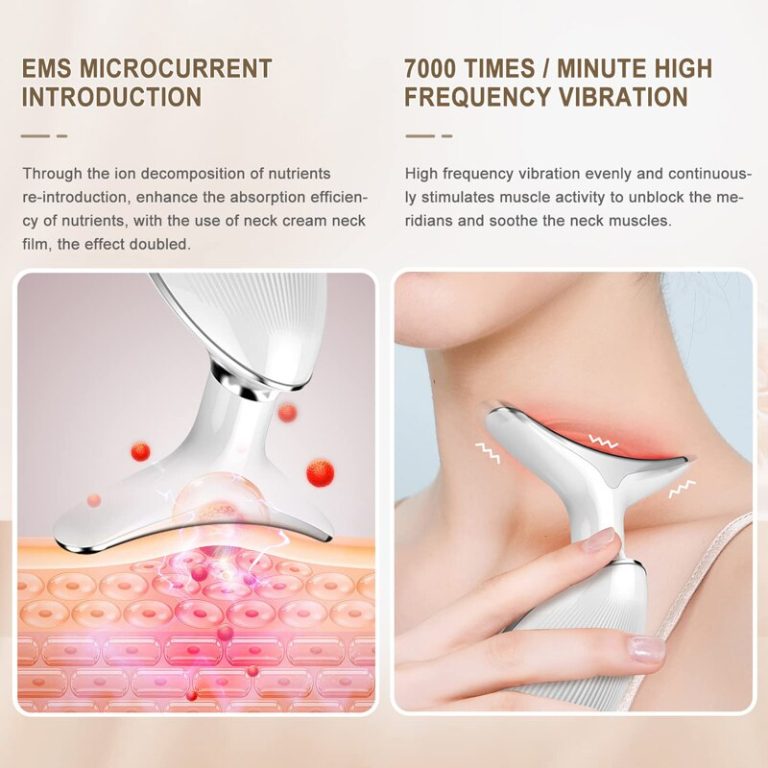 EMS MICROCURRENT
INTRODUCTION
Through the ion decomposition of nutrients
re-introduction, enhance the absorption efficien-
cy of nutrients, with the use of neck cream neck
film, the effect doubled.
7000 TIMES / MINUTE HIGH
FREQUENCY VIBRATION
High frequency vibration evenly and continuous-
ly stimulates muscle activity to unblock the me-
ridians and soothe the neck muscles.